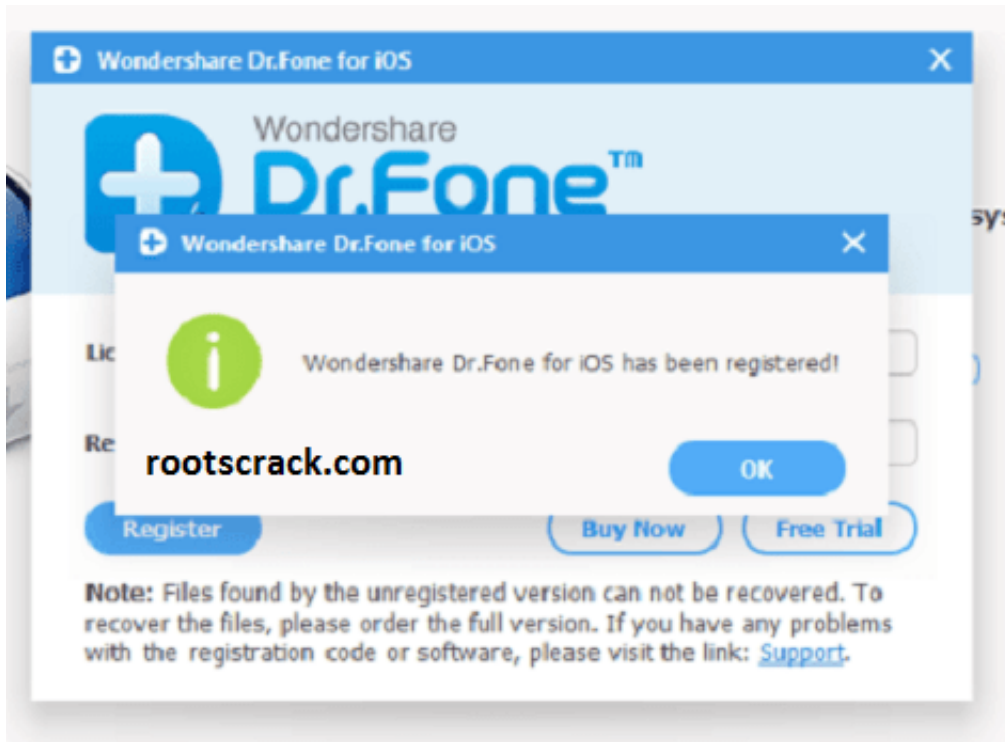 Wondershare Dr.Fone for iOS
Wondershare
Dr.Fone™
sys
Wondershare Dr.Fone for iOS
Wondershare Dr.Fone for iOS has been registered!
Lic
Re
rootscrack.com
OK
Register
Buy Now
Free Trial
Note: Files found by the unregistered version can not be recovered. To
recover the files, please order the full version. If you have any problems
with the registration code or software, please visit the link: Support.